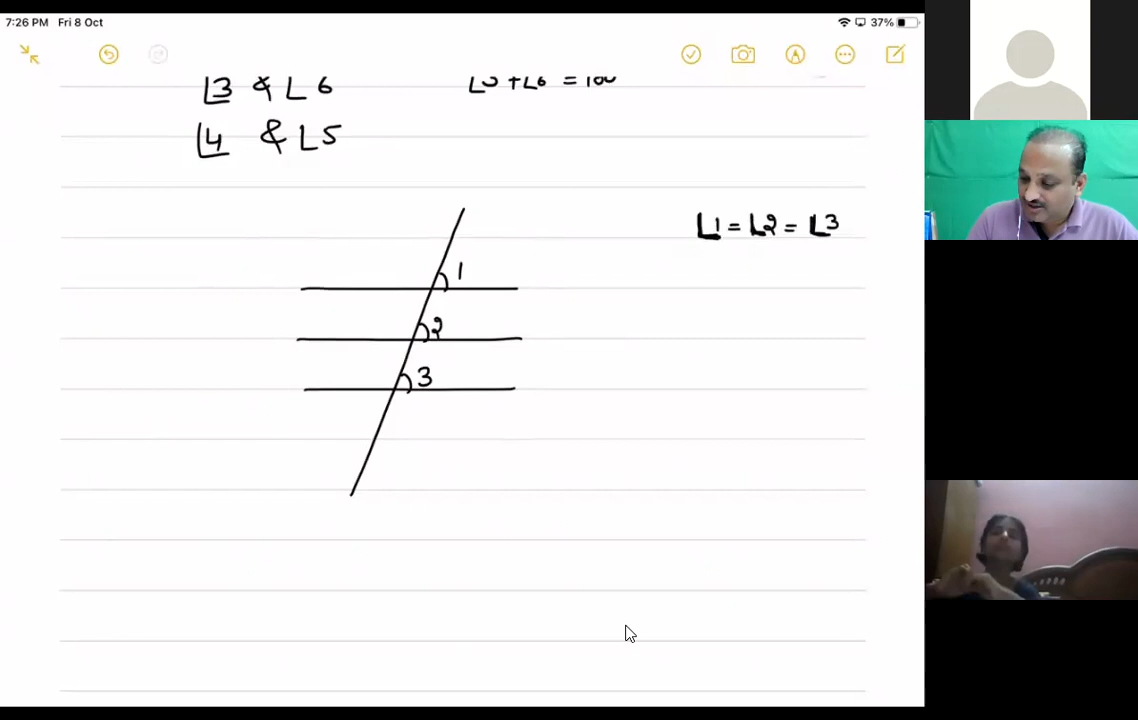 7:26 PM Fri 8 Oct 37%
∠3 & ∠6
∠4 & ∠5
∠1 = ∠2 = ∠3
1
2
3